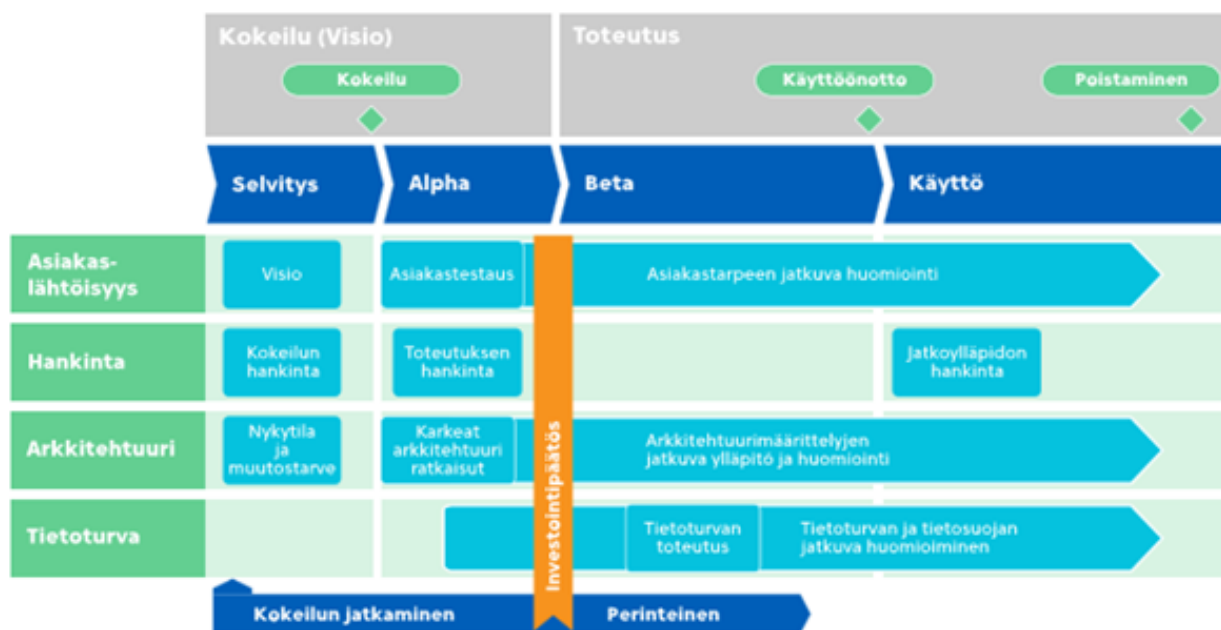 Kokeilu (Visio)
Toteutus
Kokeilu
Käyttöönotto
Poistaminen
Selvitys
Alpha
Beta
Käyttö
Asiakas-
lähtöisyys
Visio
Asiakastestaus
Asiakastarpeen jatkuva huomiointi
Hankinta
Kokeilun
hankinta
Toteutuksen
hankinta
Jatkoylläpidon
hankinta
Arkkitehtuuri
Nykytila
ja
muutostarve
Karkeat
arkkitehtuuri
ratkaisut
Arkkitehtuurimäärittelyjen
jatkuva ylläpitö ja huomiointi
Tietoturva
Tietoturvan
toteutus
Tietoturvan ja tietosuojan
jatkuva huomioiminen
Investointipäätös
Kokeilun jatkaminen
Perinteinen